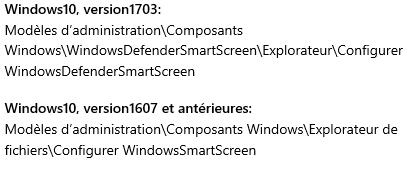 Windows10, version1703:
Modèles d’administration\Composants
Windows\WindowsDefenderSmartScreen\Explorateur\Configurer
WindowsDefenderSmartScreen
Windows10, version1607 et antérieures:
Modèles d’administration\Composants Windows\Explorateur de
fichiers\Configurer WindowsSmartScreen